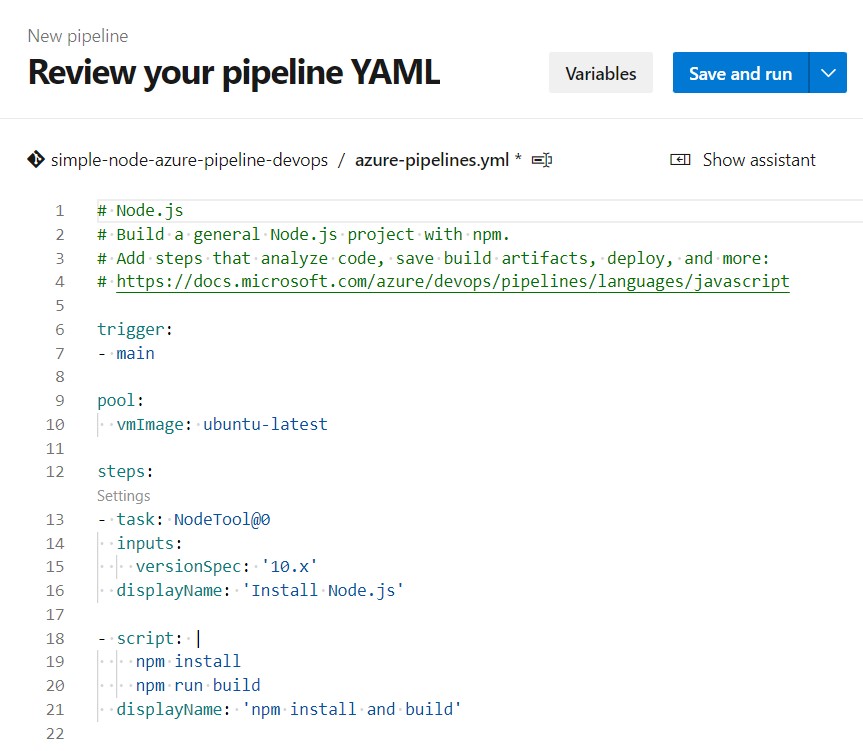 New pipeline
Review your pipeline YAML
Variables
Save and run
simple-node-azure-pipeline-devops / azure-pipelines.yml *
Show assistant
1 # Node.js
2 # Build a general Node.js project with npm.
3 # Add steps that analyze code, save build artifacts, deploy, and more:
4 # https://docs.microsoft.com/azure/devops/pipelines/languages/javascript
5
6 trigger:
7 - main
8
9 pool:
10   vmImage: ubuntu-latest
11
12 steps:
Settings
13 - task: NodeTool@0
14   inputs:
15     versionSpec: '10.x'
16   displayName: 'Install Node.js'
17
18 - script: |
19     npm install
20     npm run build
21   displayName: 'npm install and build'
22